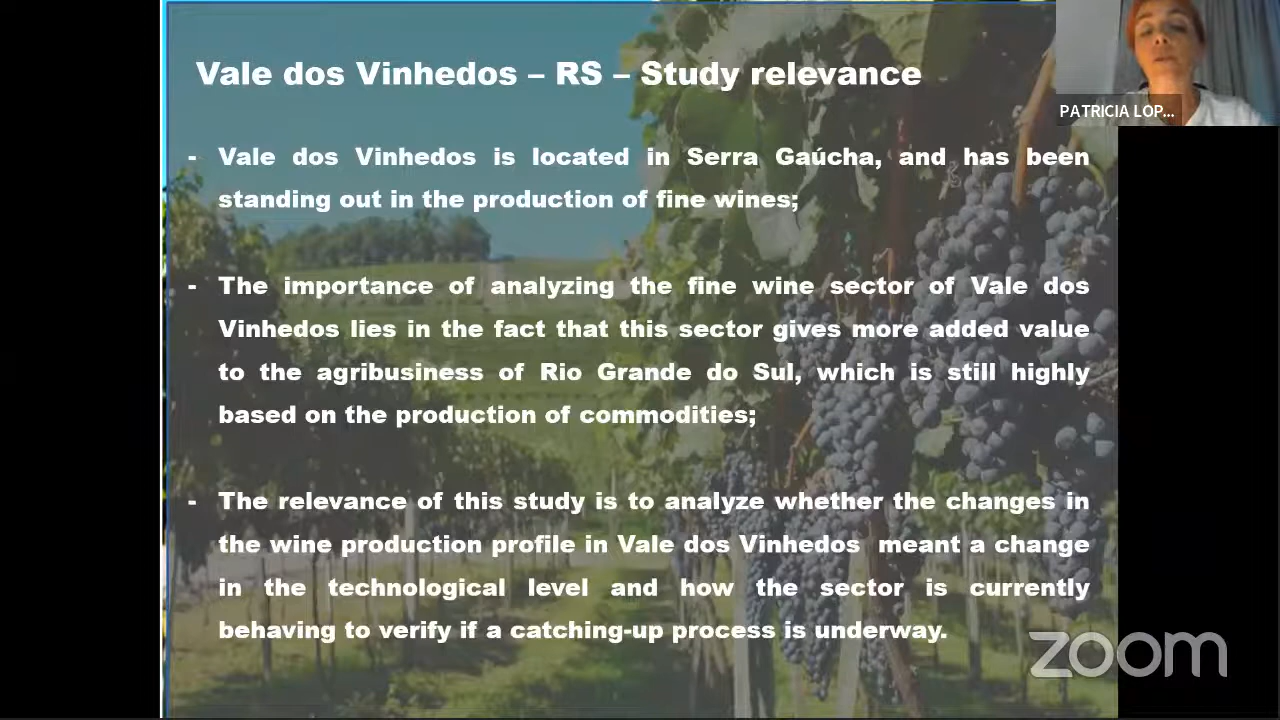 Vale dos Vinhedos – RS – Study relevance
PATRICIA LOP...
- Vale dos Vinhedos is located in Serra Gaúcha, and has been
standing out in the production of fine wines;
- The importance of analyzing the fine wine sector of Vale dos
Vinhedos lies in the fact that this sector gives more added value
to the agribusiness of Rio Grande do Sul, which is still highly
based on the production of commodities;
- The relevance of this study is to analyze whether the changes in
the wine production profile in Vale dos Vinhedos meant a change
in the technological level and how the sector is currently
behaving to verify if a catching-up process is underway.
zoom